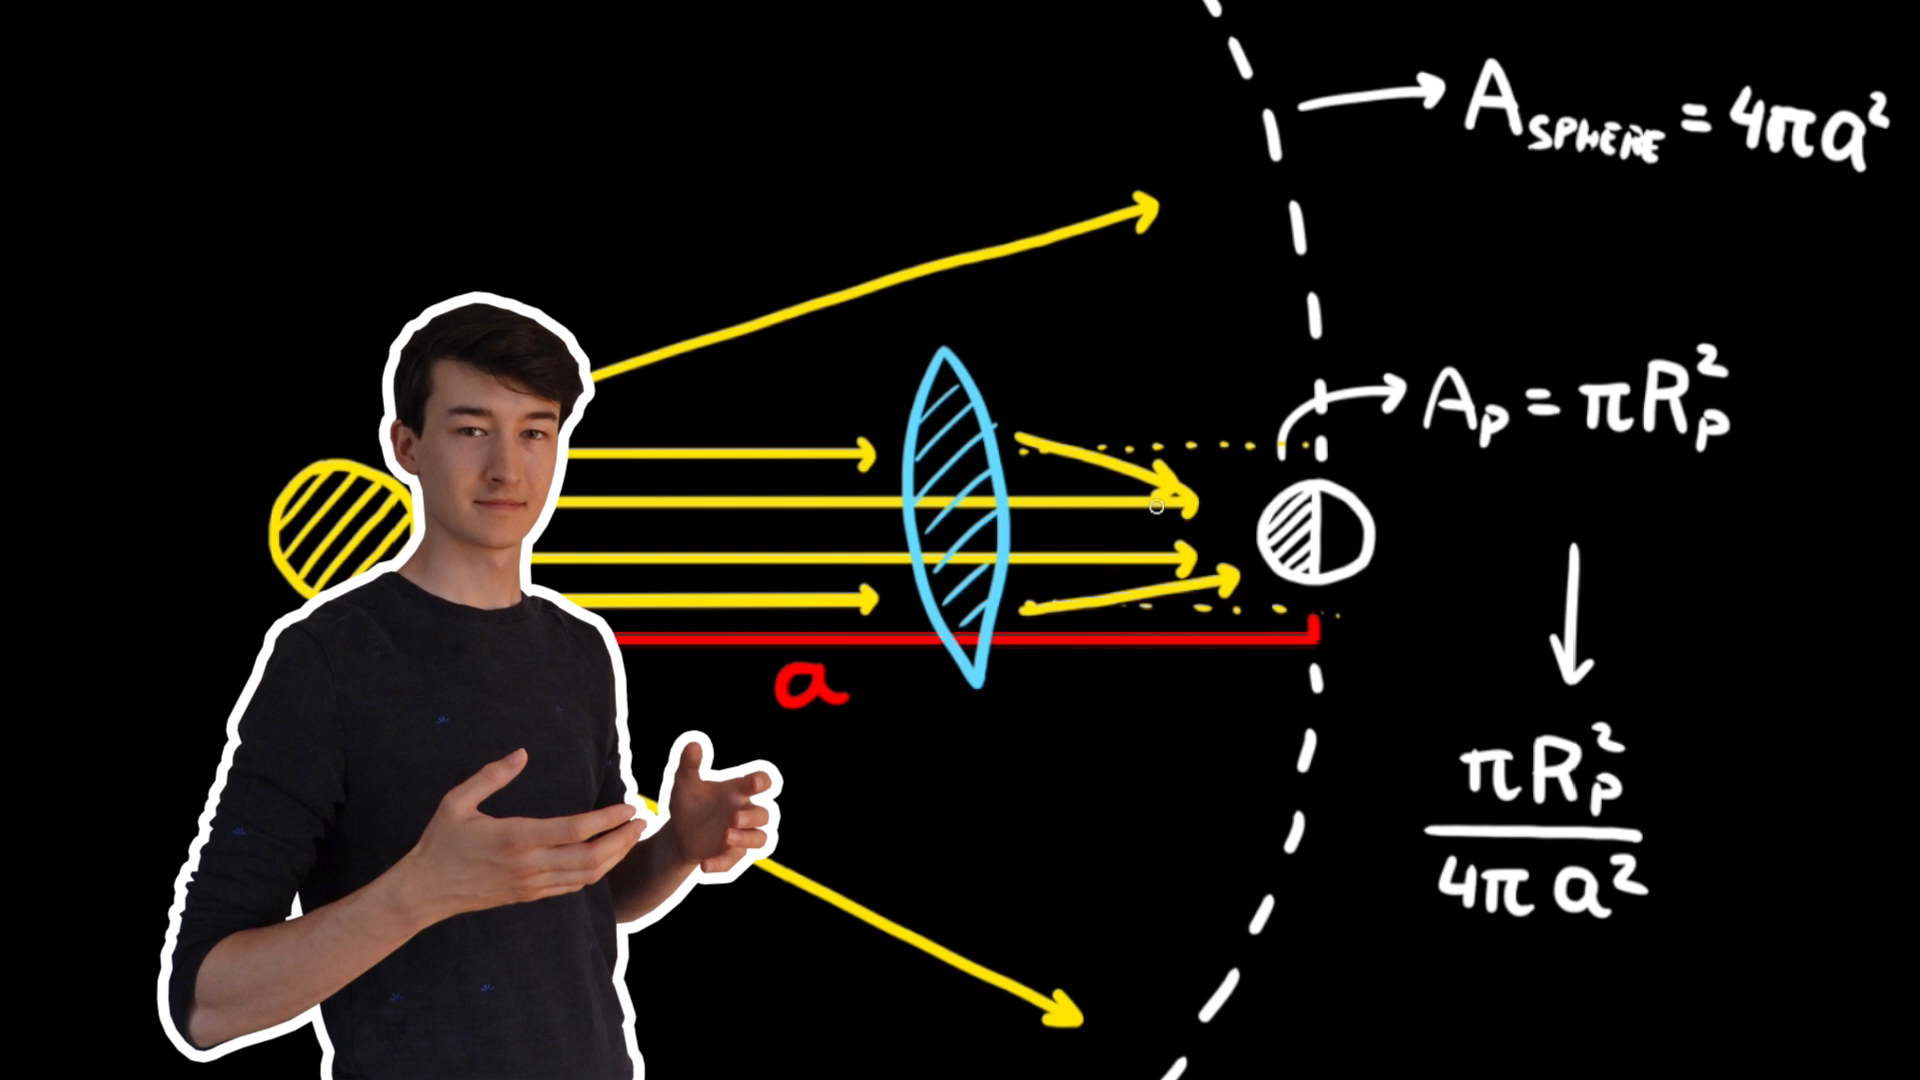 A_SPHERE = 4πa²
A_P = πR_P²
a
πR_P²
4πa²